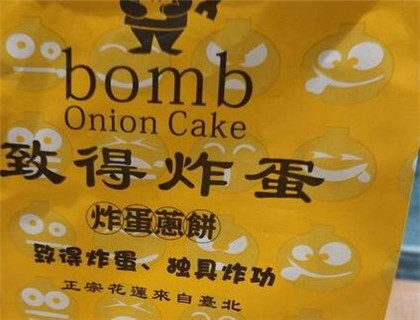 bomb
Onion Cake
致得炸蛋
炸蛋蔥餅
致得炸蛋、独具炸功
正宗花蓮來自臺北